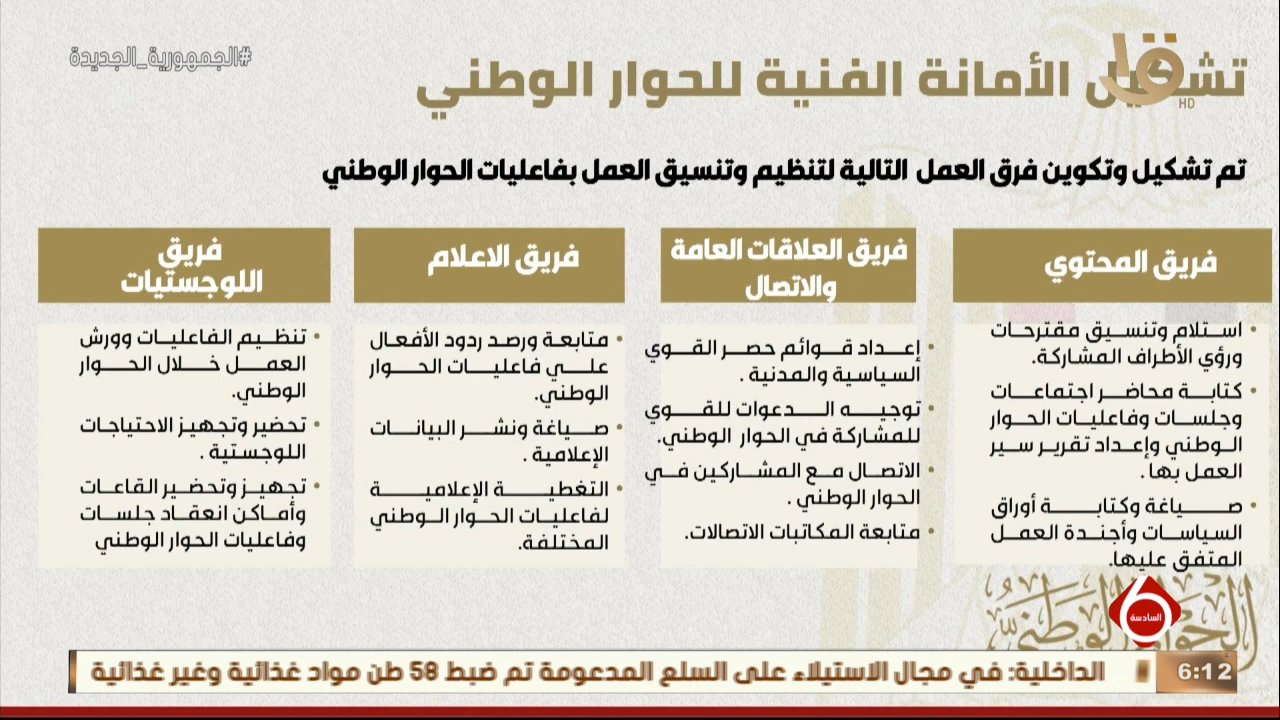 #الجمهورية_الجديدة
تشكيل الأمانة الفنية للحوار الوطني
HD
تم تشكيل وتكوين فرق العمل التالية لتنظيم وتنسيق العمل بفاعليات الحوار الوطني
فريق المحتوي
• استلام وتنسيق مقترحات
ورؤي الأطراف المشاركة.
• كتابة محاضر اجتماعات
وجلسات وفاعليات الحوار
الوطني وإعداد تقرير سير
العمل بها.
• صياغة وكتابة أوراق
السياسات وأجندة العمل
المتفق عليها.
فريق العلاقات العامة
والاتصال
• إعداد قوائم حصر القوي
السياسية والمدنية .
• توجيه الدعوات للقوي
للمشاركة في الحوار الوطني.
• الاتصال مع المشاركين في
الحوار الوطني .
• متابعة المكاتبات الاتصالات.
فريق الاعلام
• متابعة ورصد ردود الأفعال
علي فاعليات الحوار
الوطني.
• صياغة ونشر البيانات
الإعلامية .
• التغطية الإعلامية
لفاعليات الحوار الوطني
المختلفة.
فريق
اللوجستيات
• تنظيم الفاعليات وورش
العمل خلال الحوار
الوطني.
• تحضير وتجهيز الاحتياجات
اللوجستية .
• تجهيز وتحضير القاعات
وأماكن انعقاد جلسات
وفاعليات الحوار الوطني
الحوار الوطني
6
السادسة
6:12
الداخلية: في مجال الاستيلاء على السلع المدعومة تم ضبط 58 طن مواد غذائية وغير غذائية